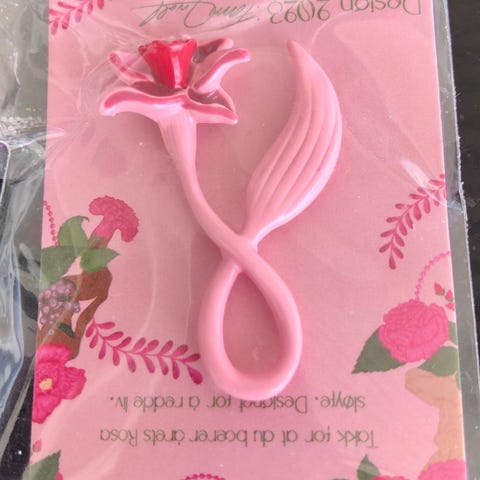 Takk for at du bærer årets Rosa
sløyfe. Designet for å redde liv.
Design 2023: